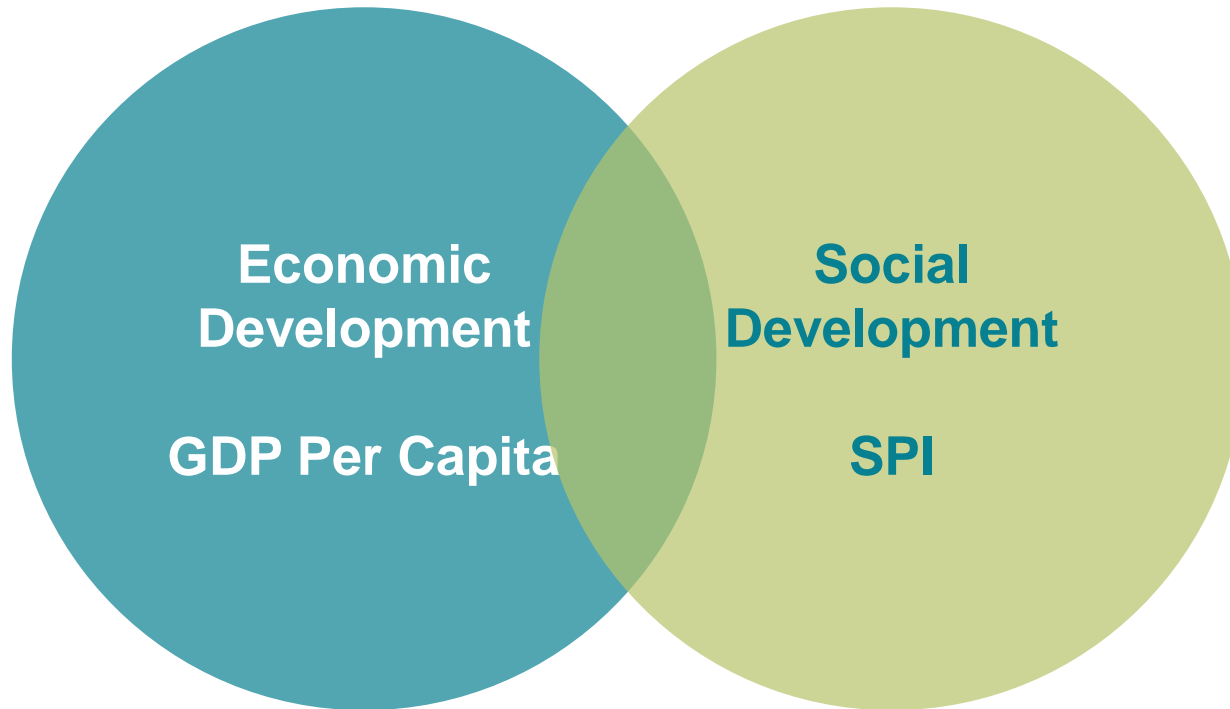 Economic
Development
GDP Per Capita
Social
Development
SPI